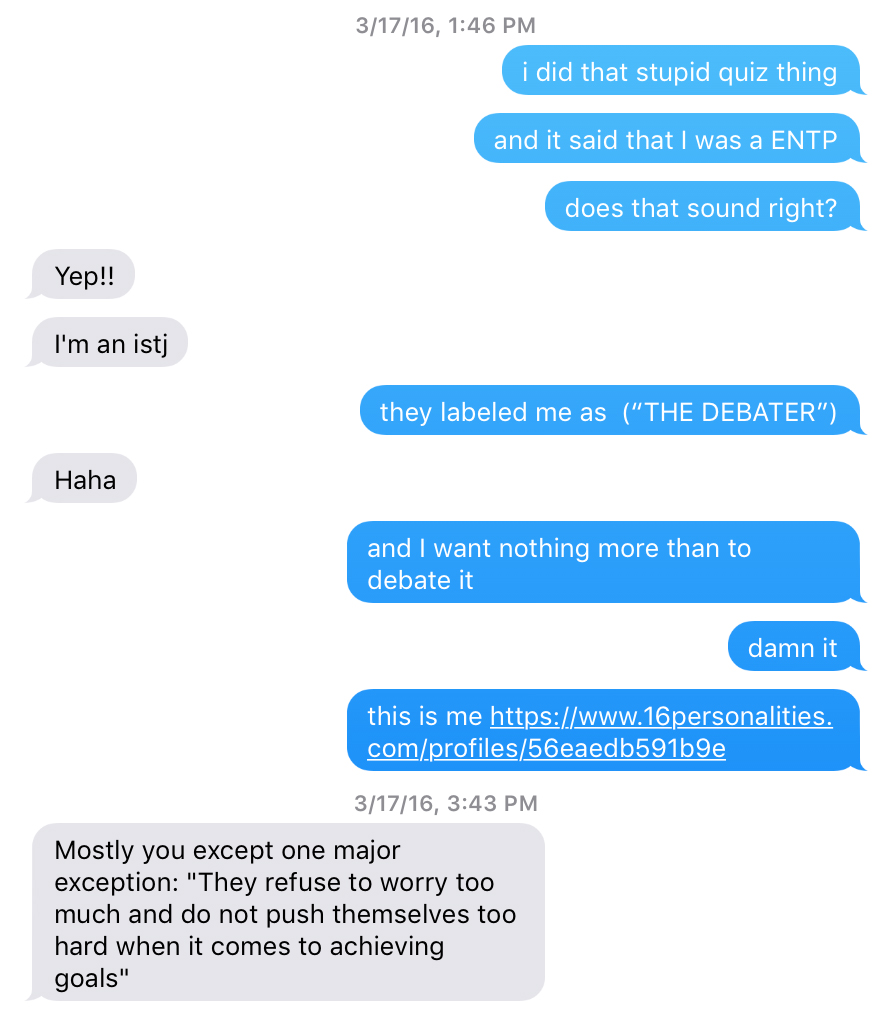 3/17/16, 1:46 PM
i did that stupid quiz thing
and it said that I was a ENTP
does that sound right?
Yep!!
I'm an istj
they labeled me as  (“THE DEBATER”)
Haha
and I want nothing more than to
debate it
damn it
this is me https://www.16personalities.
com/profiles/56eaedb591b9e
3/17/16, 3:43 PM
Mostly you except one major
exception: "They refuse to worry too
much and do not push themselves too
hard when it comes to achieving
goals"